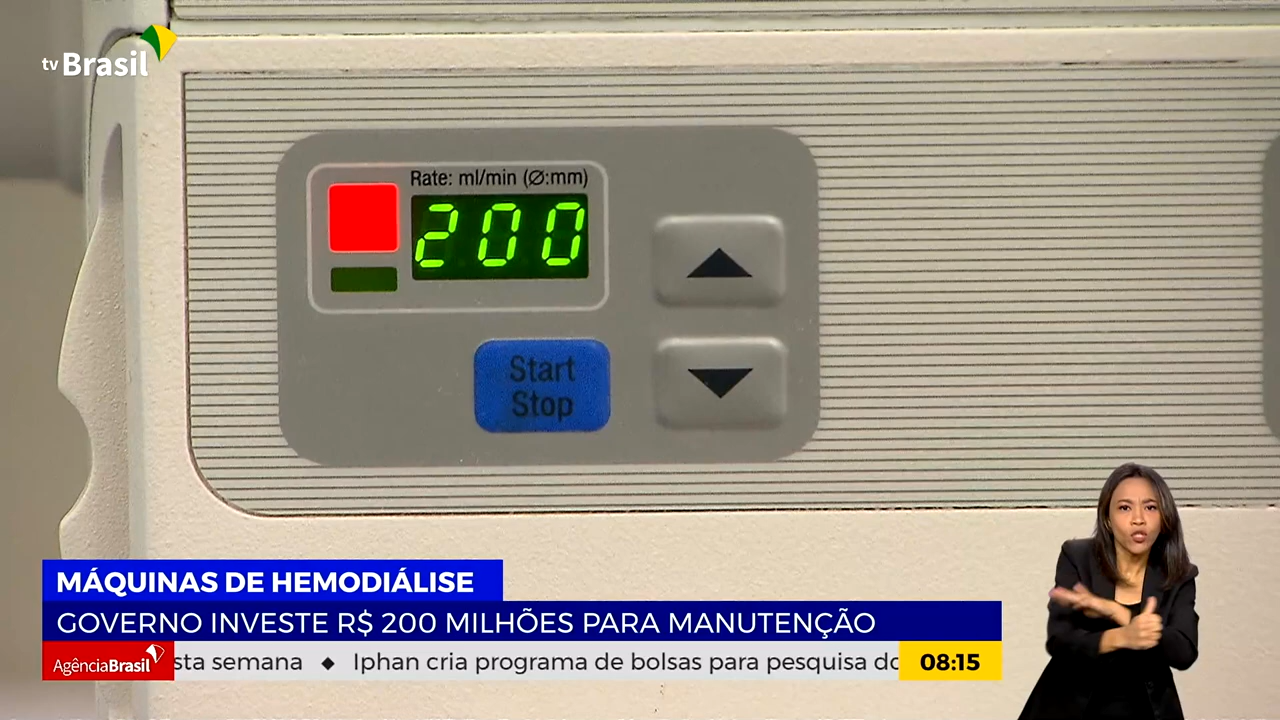 tv Brasil
Rate: ml/min (Ø:mm)
200
Start
Stop
MÁQUINAS DE HEMODIÁLISE
GOVERNO INVESTE R$ 200 MILHÕES PARA MANUTENÇÃO
AgênciaBrasil
sta semana ◆ Iphan cria programa de bolsas para pesquisa do
08:15